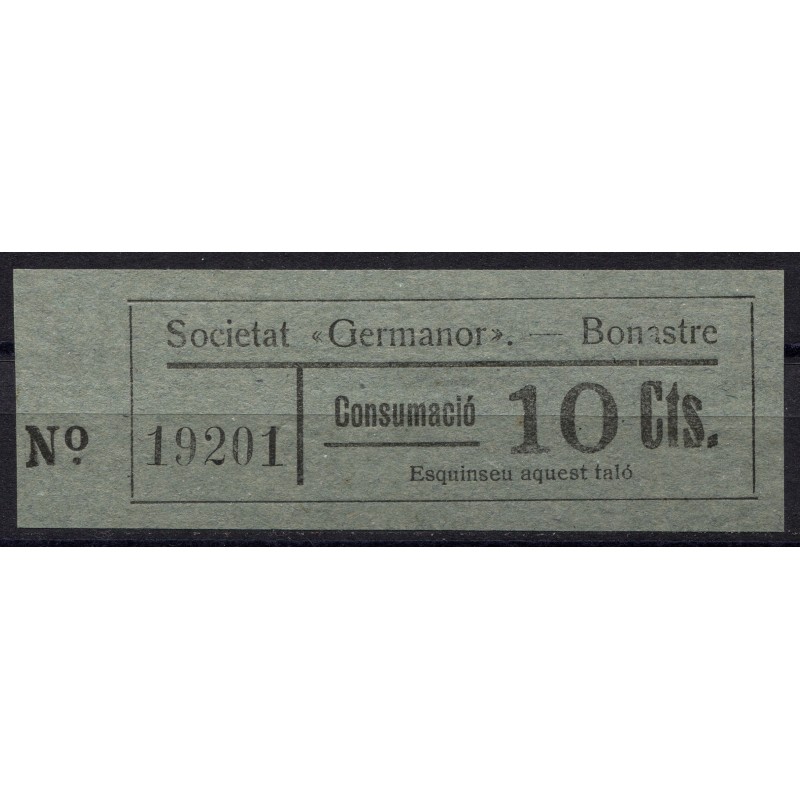 Societat «Germanor». — Bonastre
Nº 19201
Consumació 10 Cts.
Esquinseu aquest taló